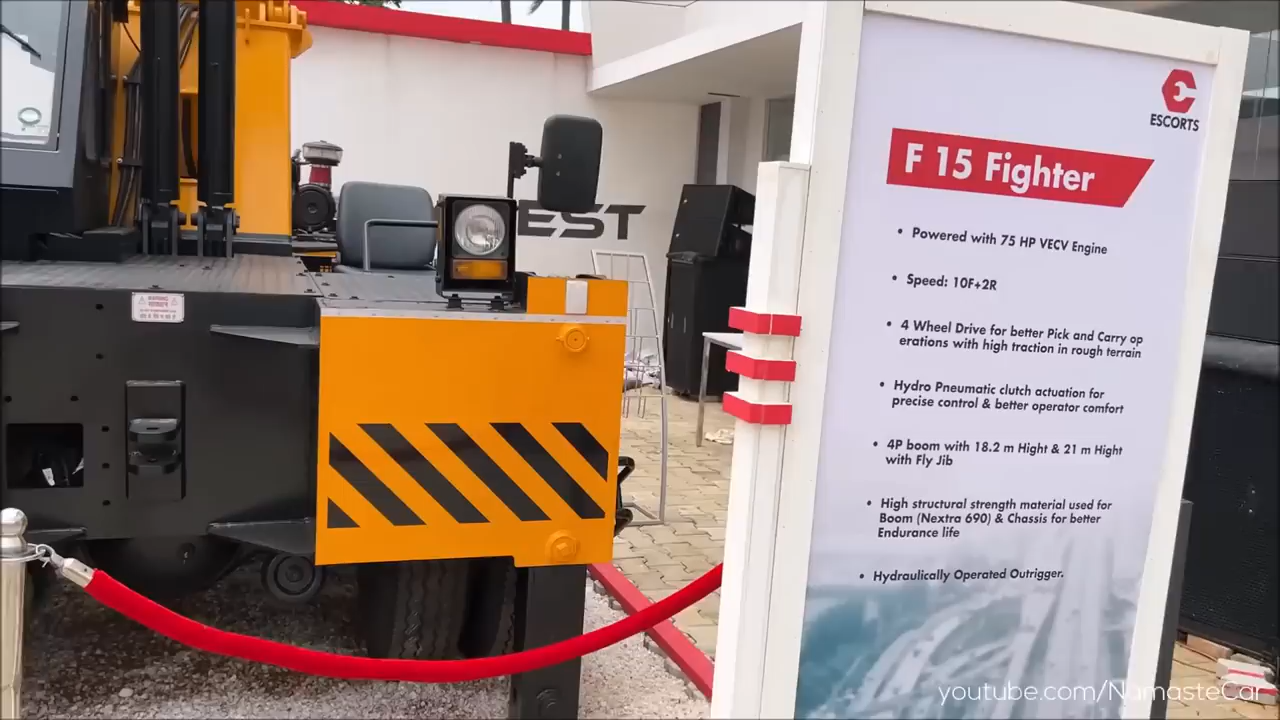 ESCORTS
F 15 Fighter
• Powered with 75 HP VECV Engine
• Speed: 10F+2R
• 4 Wheel Drive for better Pick and Carry op
erations with high traction in rough terrain
• Hydro Pneumatic clutch actuation for
precise control & better operator comfort
• 4P boom with 18.2 m Hight & 21 m Hight
with Fly Jib
• High structural strength material used for
Boom (Nextra 690) & Chassis for better
Endurance life
• Hydraulically Operated Outrigger.
EST
WARNING
youtube.com/NamasteCar